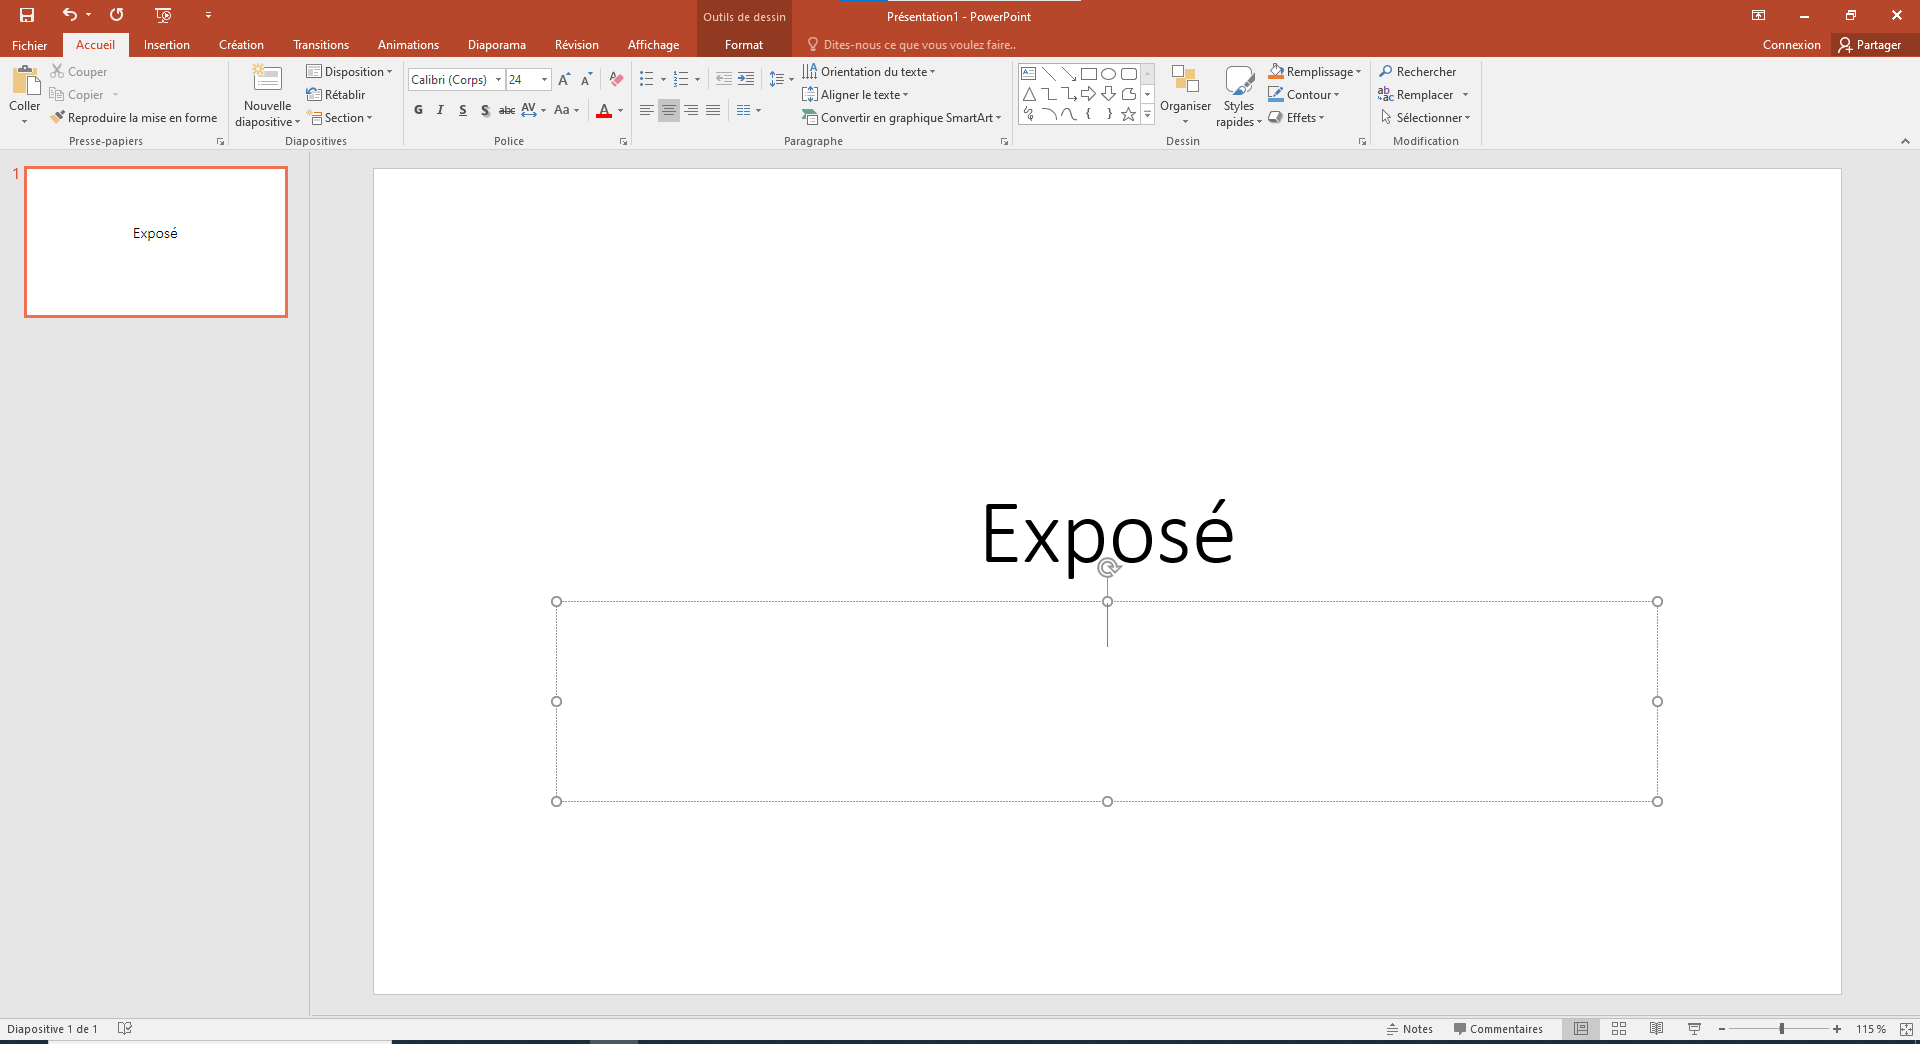 Outils de dessin
Présentation1 - PowerPoint
Fichier Accueil Insertion Création Transitions Animations Diaporama Révision Affichage Format Dites-nous ce que vous voulez faire.. Connexion Partager
Coller
Couper
Copier
Reproduire la mise en forme
Presse-papiers
Nouvelle
diapositive
Disposition
Rétablir
Section
Diapositives
Calibri (Corps) 24
G I S S abc AV Aa A
Police
Orientation du texte
Aligner le texte
Convertir en graphique SmartArt
Paragraphe
Organiser
Styles
rapides
Remplissage
Contour
Effets
Dessin
Rechercher
Remplacer
Sélectionner
Modification
1
Exposé
Exposé
Diapositive 1 de 1
Notes Commentaires 115 %